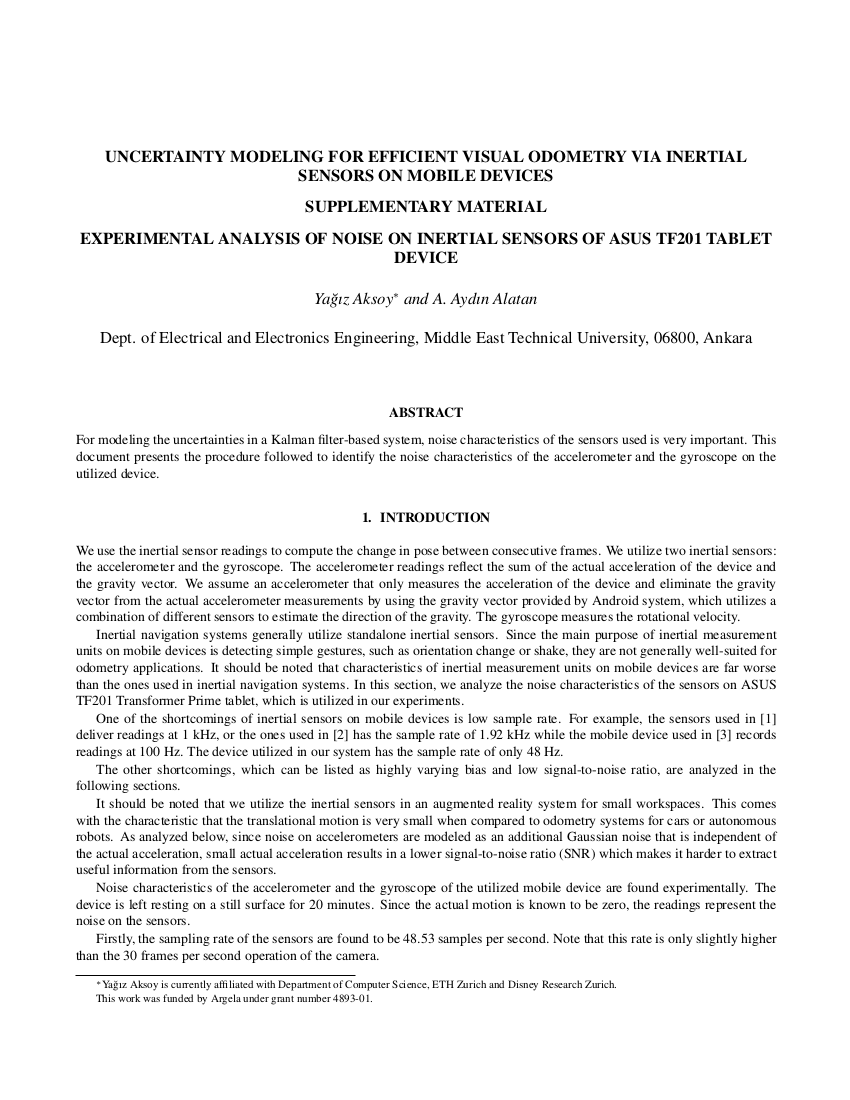 UNCERTAINTY MODELING FOR EFFICIENT VISUAL ODOMETRY VIA INERTIAL
SENSORS ON MOBILE DEVICES
SUPPLEMENTARY MATERIAL
EXPERIMENTAL ANALYSIS OF NOISE ON INERTIAL SENSORS OF ASUS TF201 TABLET
DEVICE
Yağız Aksoy* and A. Aydın Alatan
Dept. of Electrical and Electronics Engineering, Middle East Technical University, 06800, Ankara
ABSTRACT
For modeling the uncertainties in a Kalman filter-based system, noise characteristics of the sensors used is very important. This
document presents the procedure followed to identify the noise characteristics of the accelerometer and the gyroscope on the
utilized device.
1. INTRODUCTION
We use the inertial sensor readings to compute the change in pose between consecutive frames. We utilize two inertial sensors:
the accelerometer and the gyroscope. The accelerometer readings reflect the sum of the actual acceleration of the device and
the gravity vector. We assume an accelerometer that only measures the acceleration of the device and eliminate the gravity
vector from the actual accelerometer measurements by using the gravity vector provided by Android system, which utilizes a
combination of different sensors to estimate the direction of the gravity. The gyroscope measures the rotational velocity.
Inertial navigation systems generally utilize standalone inertial sensors. Since the main purpose of inertial measurement
units on mobile devices is detecting simple gestures, such as orientation change or shake, they are not generally well-suited for
odometry applications. It should be noted that characteristics of inertial measurement units on mobile devices are far worse
than the ones used in inertial navigation systems. In this section, we analyze the noise characteristics of the sensors on ASUS
TF201 Transformer Prime tablet, which is utilized in our experiments.
One of the shortcomings of inertial sensors on mobile devices is low sample rate. For example, the sensors used in [1]
deliver readings at 1 kHz, or the ones used in [2] has the sample rate of 1.92 kHz while the mobile device used in [3] records
readings at 100 Hz. The device utilized in our system has the sample rate of only 48 Hz.
The other shortcomings, which can be listed as highly varying bias and low signal-to-noise ratio, are analyzed in the
following sections.
It should be noted that we utilize the inertial sensors in an augmented reality system for small workspaces. This comes
with the characteristic that the translational motion is very small when compared to odometry systems for cars or autonomous
robots. As analyzed below, since noise on accelerometers are modeled as an additional Gaussian noise that is independent of
the actual acceleration, small actual acceleration results in a lower signal-to-noise ratio (SNR) which makes it harder to extract
useful information from the sensors.
Noise characteristics of the accelerometer and the gyroscope of the utilized mobile device are found experimentally. The
device is left resting on a still surface for 20 minutes. Since the actual motion is known to be zero, the readings represent the
noise on the sensors.
Firstly, the sampling rate of the sensors are found to be 48.53 samples per second. Note that this rate is only slightly higher
than the 30 frames per second operation of the camera.
*Yağız Aksoy is currently affiliated with Department of Computer Science, ETH Zurich and Disney Research Zurich.
This work was funded by Argela under grant number 4893-01.